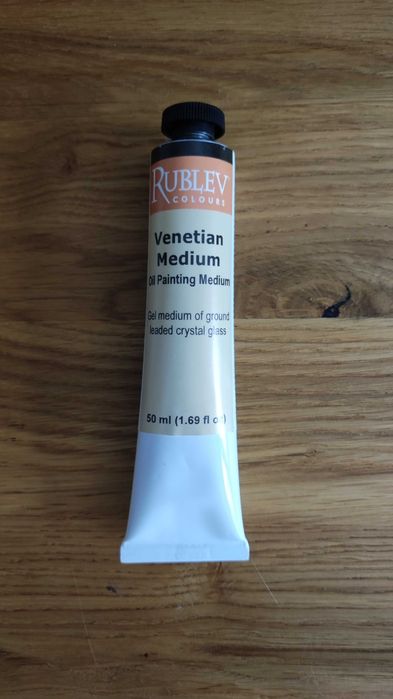 RUBLEV
COLOURS
Venetian
Medium
Oil Painting Medium
Gel medium of ground
leaded crystal glass
50 ml (1.69 fl oz)